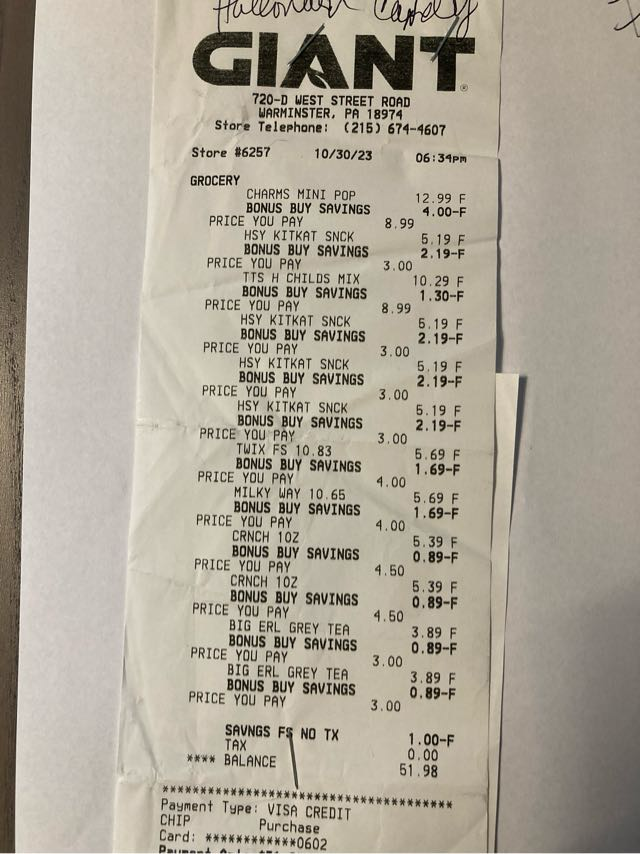 Halloween Candy
GIANT
720-D WEST STREET ROAD
WARMINSTER, PA 18974
Store Telephone: (215) 674-4607
Store #6257 10/30/23 06:34pm
GROCERY
CHARMS MINI POP 12.99 F
BONUS BUY SAVINGS 4.00-F
PRICE YOU PAY 8.99
HSY KITKAT SNCK 5.19 F
BONUS BUY SAVINGS 2.19-F
PRICE YOU PAY 3.00
TTS H CHILDS MIX 10.29 F
BONUS BUY SAVINGS 1.30-F
PRICE YOU PAY 8.99
HSY KITKAT SNCK 5.19 F
BONUS BUY SAVINGS 2.19-F
PRICE YOU PAY 3.00
HSY KITKAT SNCK 5.19 F
BONUS BUY SAVINGS 2.19-F
PRICE YOU PAY 3.00
HSY KITKAT SNCK 5.19 F
BONUS BUY SAVINGS 2.19-F
PRICE YOU PAY 3.00
TWIX FS 10.83 5.69 F
BONUS BUY SAVINGS 1.69-F
PRICE YOU PAY 4.00
MILKY WAY 10.65 5.69 F
BONUS BUY SAVINGS 1.69-F
PRICE YOU PAY 4.00
CRNCH 10Z 5.39 F
BONUS BUY SAVINGS 0.89-F
PRICE YOU PAY 4.50
CRNCH 10Z 5.39 F
BONUS BUY SAVINGS 0.89-F
PRICE YOU PAY 4.50
BIG ERL GREY TEA 3.89 F
BONUS BUY SAVINGS 0.89-F
PRICE YOU PAY 3.00
BIG ERL GREY TEA 3.89 F
BONUS BUY SAVINGS 0.89-F
PRICE YOU PAY 3.00
SAVNGS FS NO TX 1.00-F
TAX 0.00
**** BALANCE 51.98
****************************************
Payment Type: VISA CREDIT
CHIP Purchase
Card: ************0602